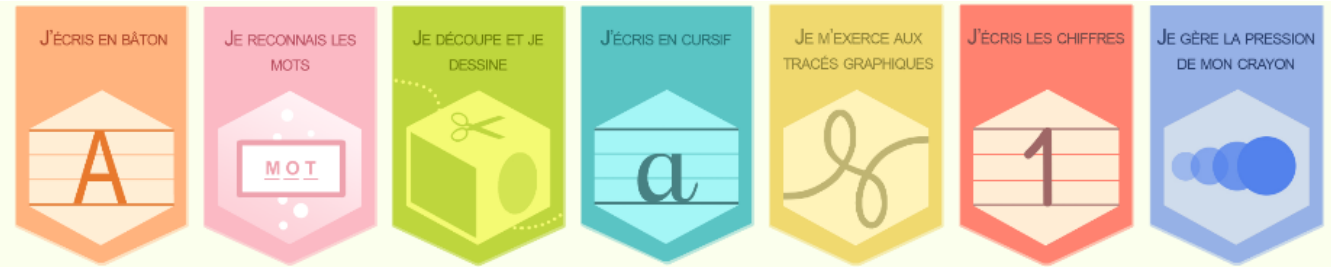 J'ÉCRIS EN BÂTON
A
JE RECONNAIS LES
MOTS
MOT
JE DÉCOUPE ET JE
DESSINE
J'ÉCRIS EN CURSIF
a
JE M'EXERCE AUX
TRACÉS GRAPHIQUES
J'ÉCRIS LES CHIFFRES
1
JE GÈRE LA PRESSION
DE MON CRAYON